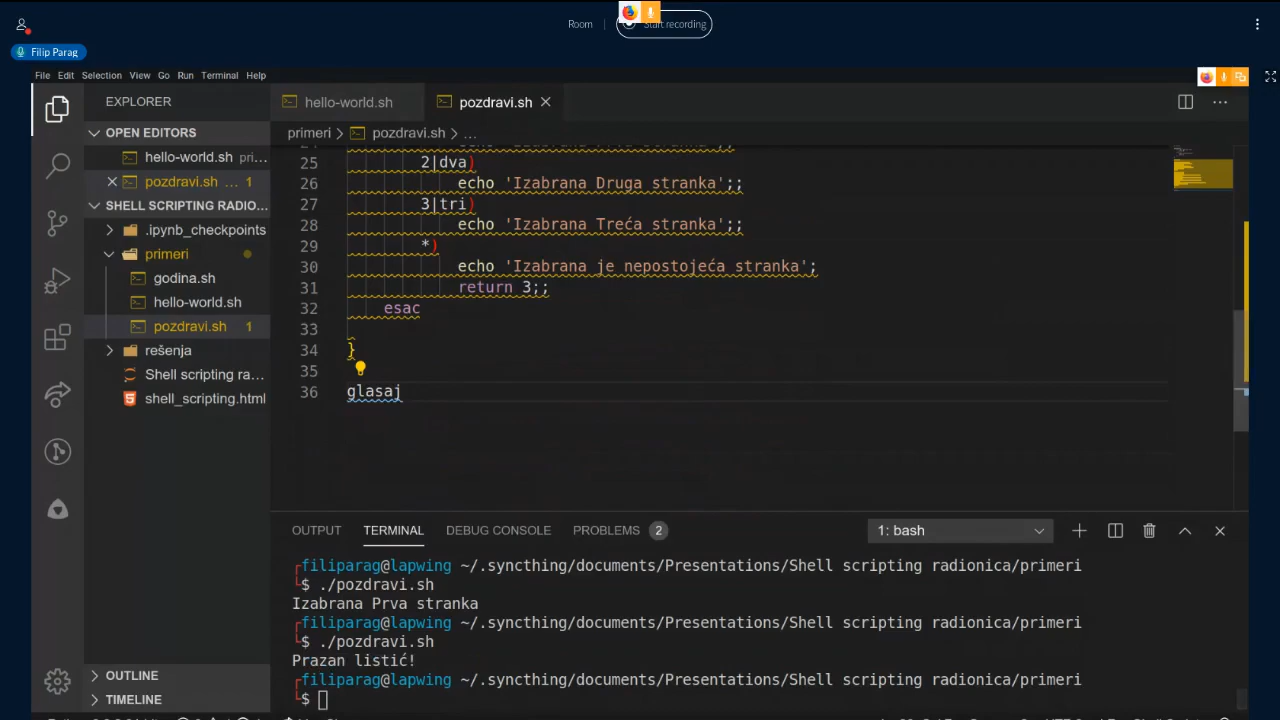 Room
Start recording
Filip Parag
File Edit Selection View Go Run Terminal Help
EXPLORER
hello-world.sh
pozdravi.sh
OPEN EDITORS
primeri > pozdravi.sh > ...
hello-world.sh pri...
pozdravi.sh ... 1
SHELL SCRIPTING RADIO...
.ipynb_checkpoints
primeri
godina.sh
hello-world.sh
pozdravi.sh 1
rešenja
Shell scripting ra...
shell_scripting.html
25 2|dva)
26 echo 'Izabrana Druga stranka';;
27 3|tri)
28 echo 'Izabrana Treća stranka';;
29 *)
30 echo 'Izabrana je nepostojeća stranka';
31 return 3;;
32 esac
33
34 }
35
36 glasaj
OUTPUT TERMINAL DEBUG CONSOLE PROBLEMS 2
1: bash
filiparag@lapwing ~/.syncthing/documents/Presentations/Shell scripting radionica/primeri
$ ./pozdravi.sh
Izabrana Prva stranka
filiparag@lapwing ~/.syncthing/documents/Presentations/Shell scripting radionica/primeri
$ ./pozdravi.sh
Prazan listić!
filiparag@lapwing ~/.syncthing/documents/Presentations/Shell scripting radionica/primeri
$
OUTLINE
TIMELINE